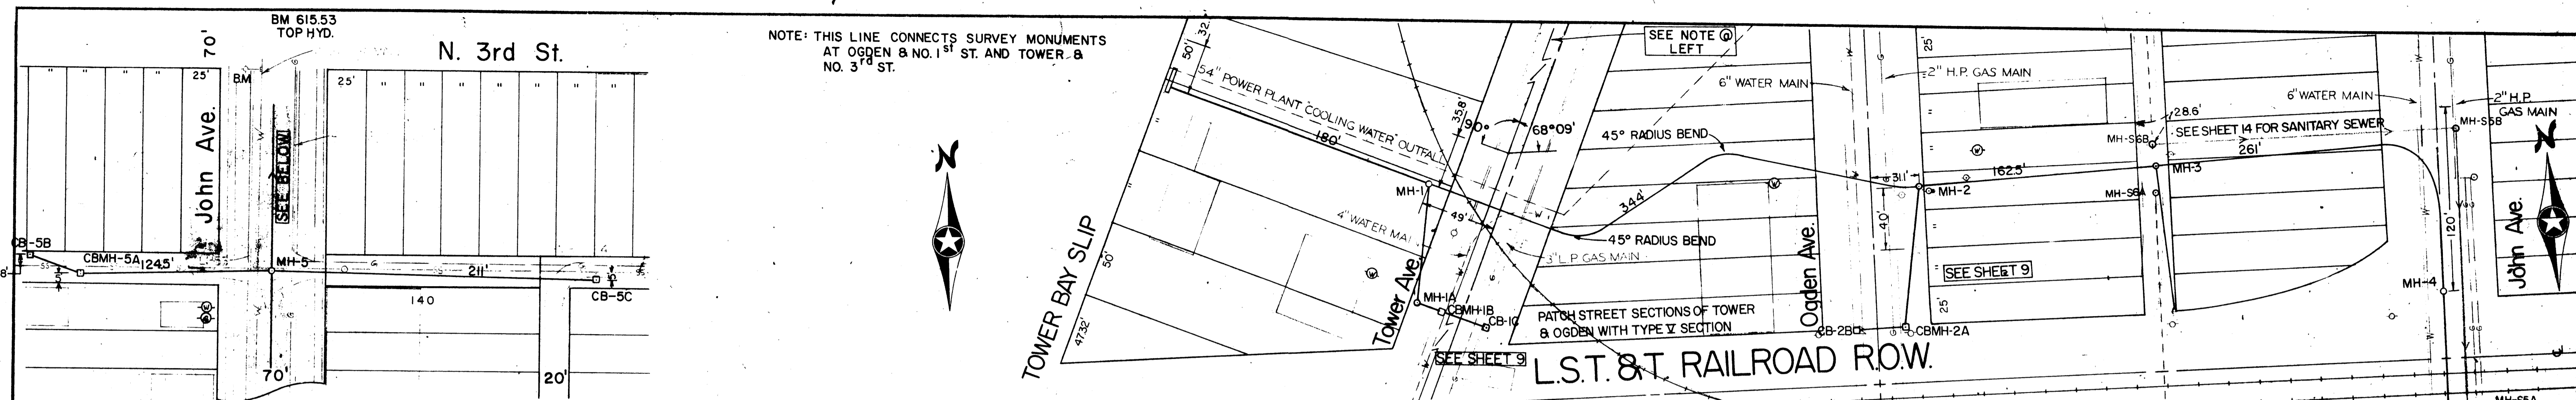 BM 615.53
TOP HYD.
70'
N. 3rd St.
25'
BM
25'
John Ave.
SEE BELOW
CB-5B
CBMH-5A
124.5'
MH-5
211'
CB-5C
140
70'
20'
NOTE: THIS LINE CONNECTS SURVEY MONUMENTS
AT OGDEN & NO. 1st ST. AND TOWER &
NO. 3rd ST.
N
TOWER BAY SLIP
50'
32.
54" POWER PLANT COOLING WATER OUTFALL
180'
35.8'
90°
68°09'
MH-1
49'
4" WATER MA
50'
47.32'
Tower Ave.
MH-1A
CBMH-1B
CB-1C
SEE SHEET 9
SEE NOTE @
LEFT
6" WATER MAIN
2" H.P. GAS MAIN
45° RADIUS BEND
344'
45° RADIUS BEND
3" L.P. GAS MAIN
PATCH STREET SECTIONS OF TOWER
& OGDEN WITH TYPE V SECTION
Ogden Ave.
31.1'
40'
MH-2
162.5'
25'
25'
SEE SHEET 9
CB-2B
CBMH-2A
L.S.T. & T. RAILROAD R.O.W.
28.6'
MH-S6B
SEE SHEET 14 FOR SANITARY SEWER
261'
MH-3
MH-S6A
6" WATER MAIN
2" H.P.
GAS MAIN
MH-S5B
120'
MH-4
John Ave.
N
MH-S5A